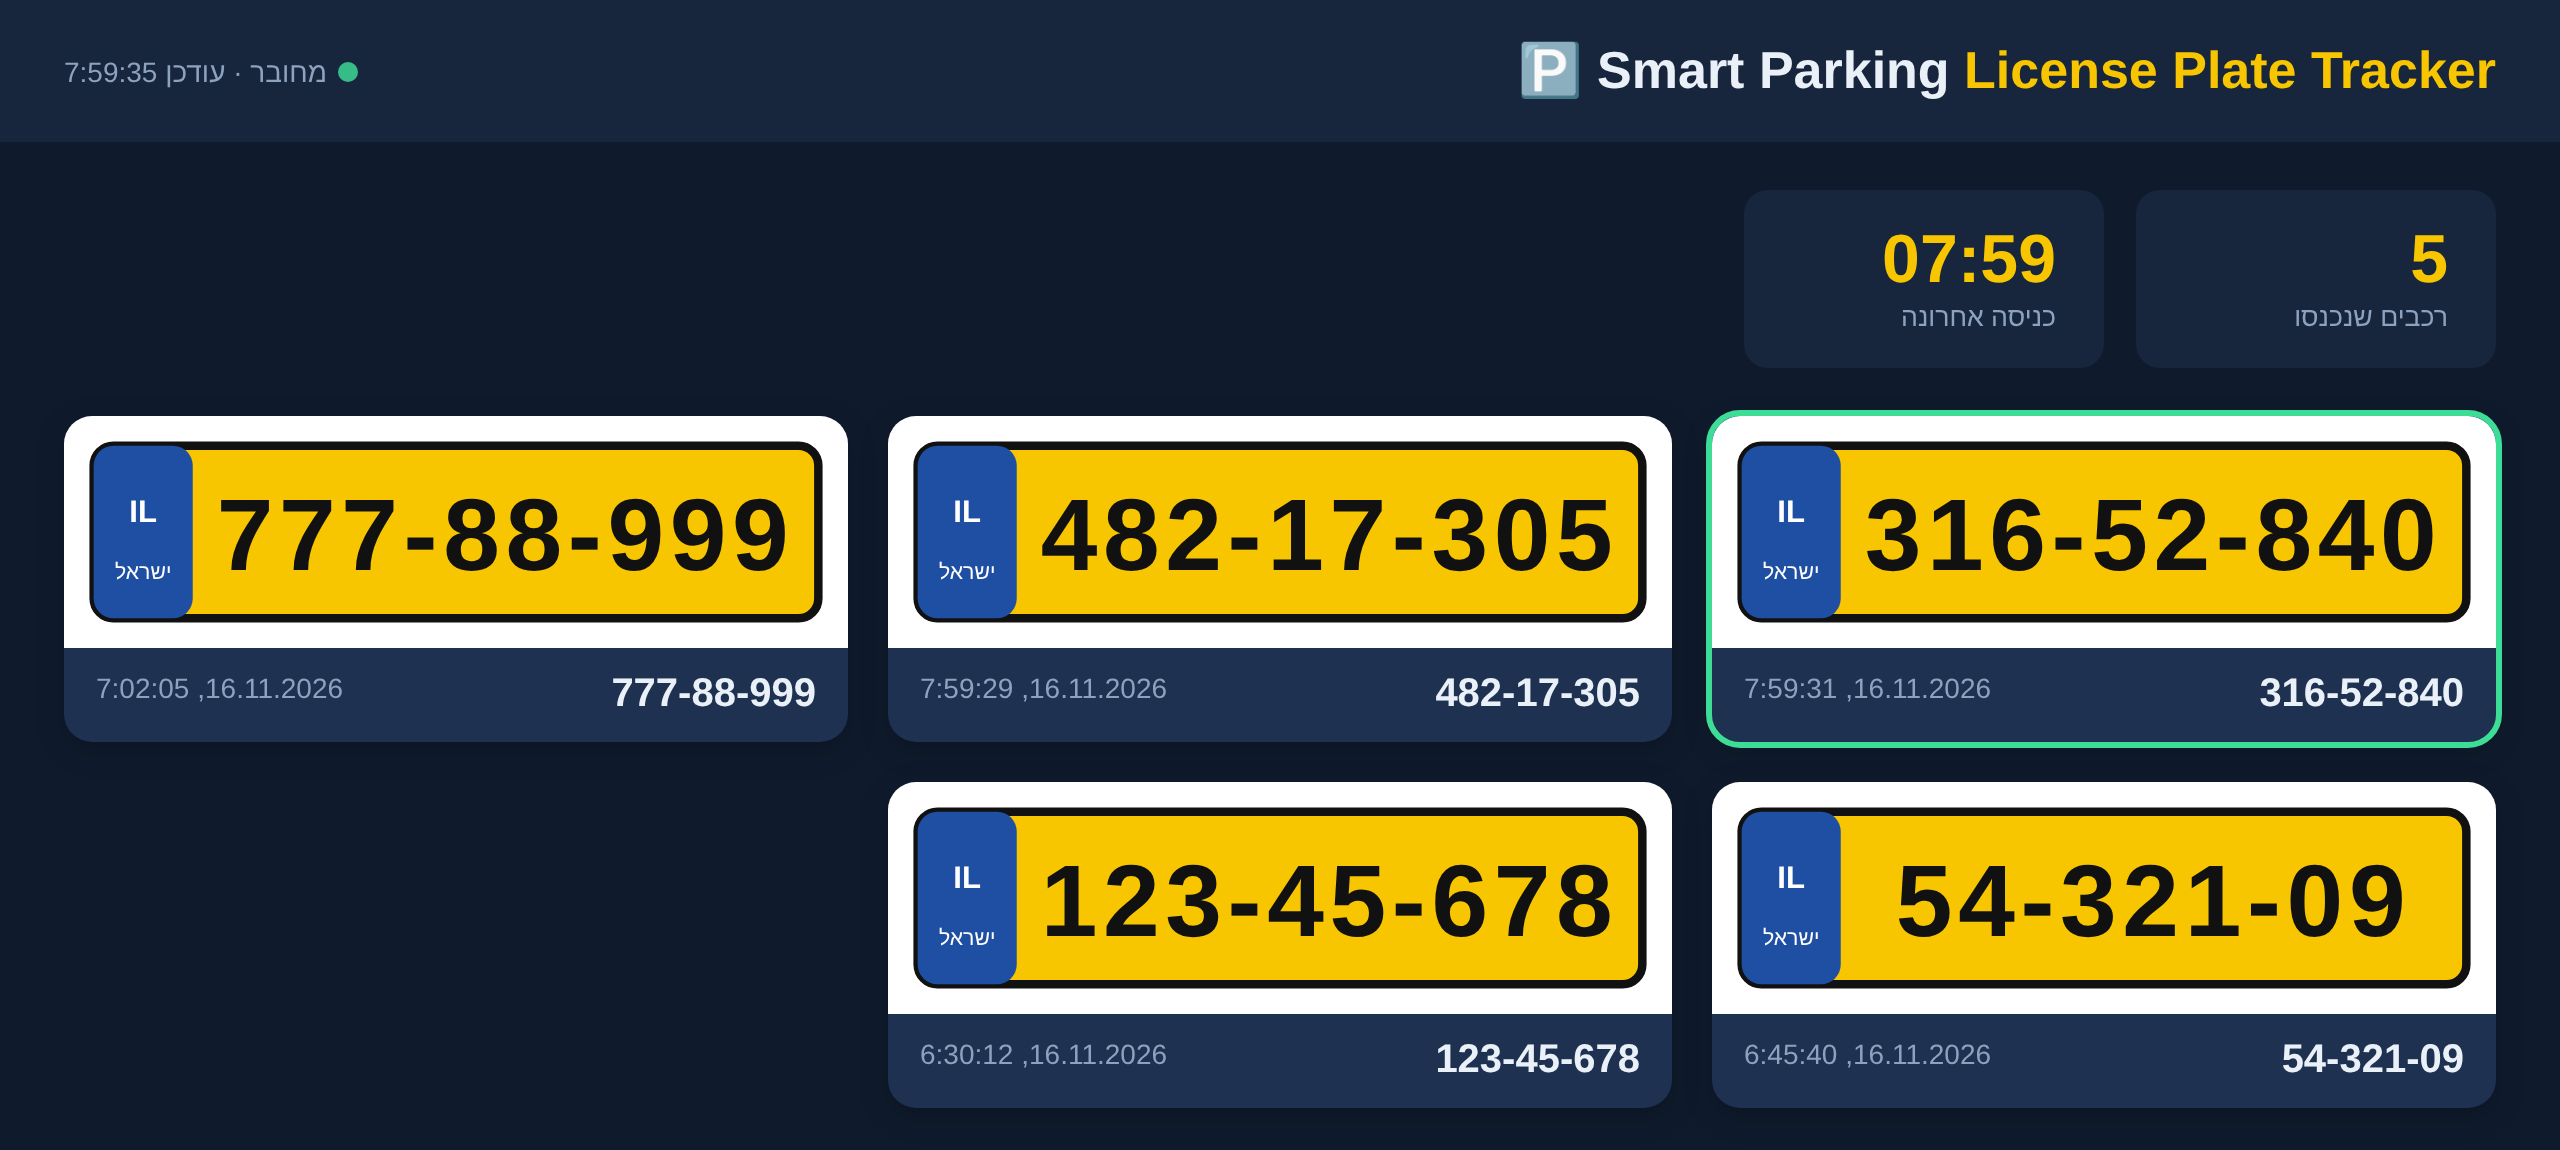 🅿️ Smart Parking License Plate Tracker
מחובר · עודכן 7:59:35
5
רכבים שנכנסו
07:59
כניסה אחרונה
IL
ישראל
316-52-840
316-52-840
16.11.2026, 7:59:31
IL
ישראל
482-17-305
482-17-305
16.11.2026, 7:59:29
IL
ישראל
777-88-999
777-88-999
16.11.2026, 7:02:05
IL
ישראל
54-321-09
54-321-09
16.11.2026, 6:45:40
IL
ישראל
123-45-678
123-45-678
16.11.2026, 6:30:12